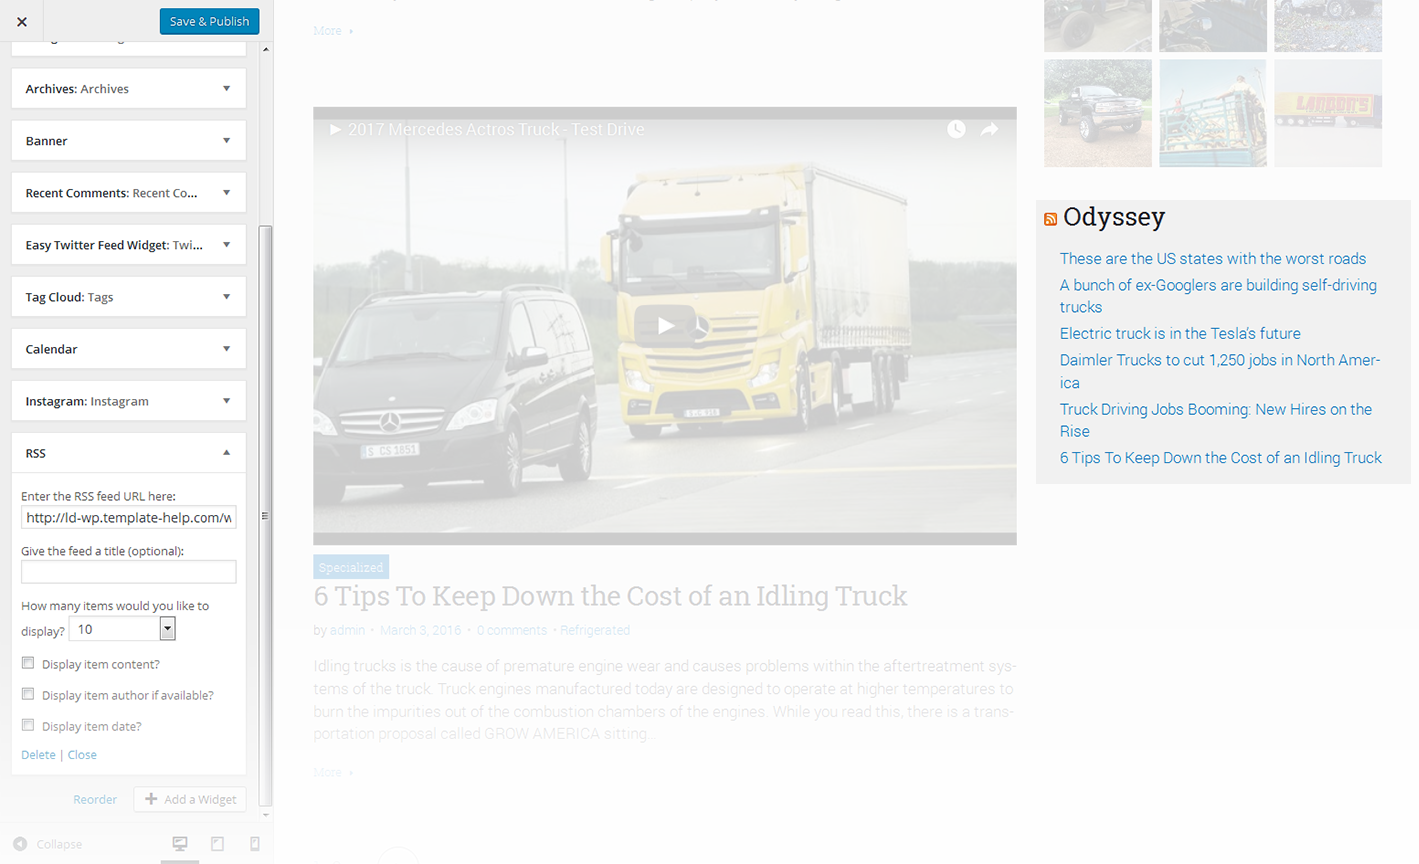 Save & Publish
Archives: Archives
Banner
Recent Comments: Recent Co...
Easy Twitter Feed Widget: Twi...
Tag Cloud: Tags
Calendar
Instagram: Instagram
RSS
Enter the RSS feed URL here:
http://ld-wp.template-help.com/w
Give the feed a title (optional):
How many items would you like to
display? 10
Display item content?
Display item author if available?
Display item date?
Delete | Close
Reorder
Add a Widget
Collapse
More
2017 Mercedes Actros Truck - Test Drive
S CS 1851
Specialized
6 Tips To Keep Down the Cost of an Idling Truck
by admin • March 3, 2016 • 0 comments • Refrigerated
Idling trucks is the cause of premature engine wear and causes problems within the aftertreatment sys-
tems of the truck. Truck engines manufactured today are designed to operate at higher temperatures to
burn the impurities out of the combustion chambers of the engines. While you read this, there is a trans-
portation proposal called GROW AMERICA sitting...
More
LANDON'S
Odyssey
These are the US states with the worst roads
A bunch of ex-Googlers are building self-driving
trucks
Electric truck is in the Tesla's future
Daimler Trucks to cut 1,250 jobs in North Amer-
ica
Truck Driving Jobs Booming: New Hires on the
Rise
6 Tips To Keep Down the Cost of an Idling Truck